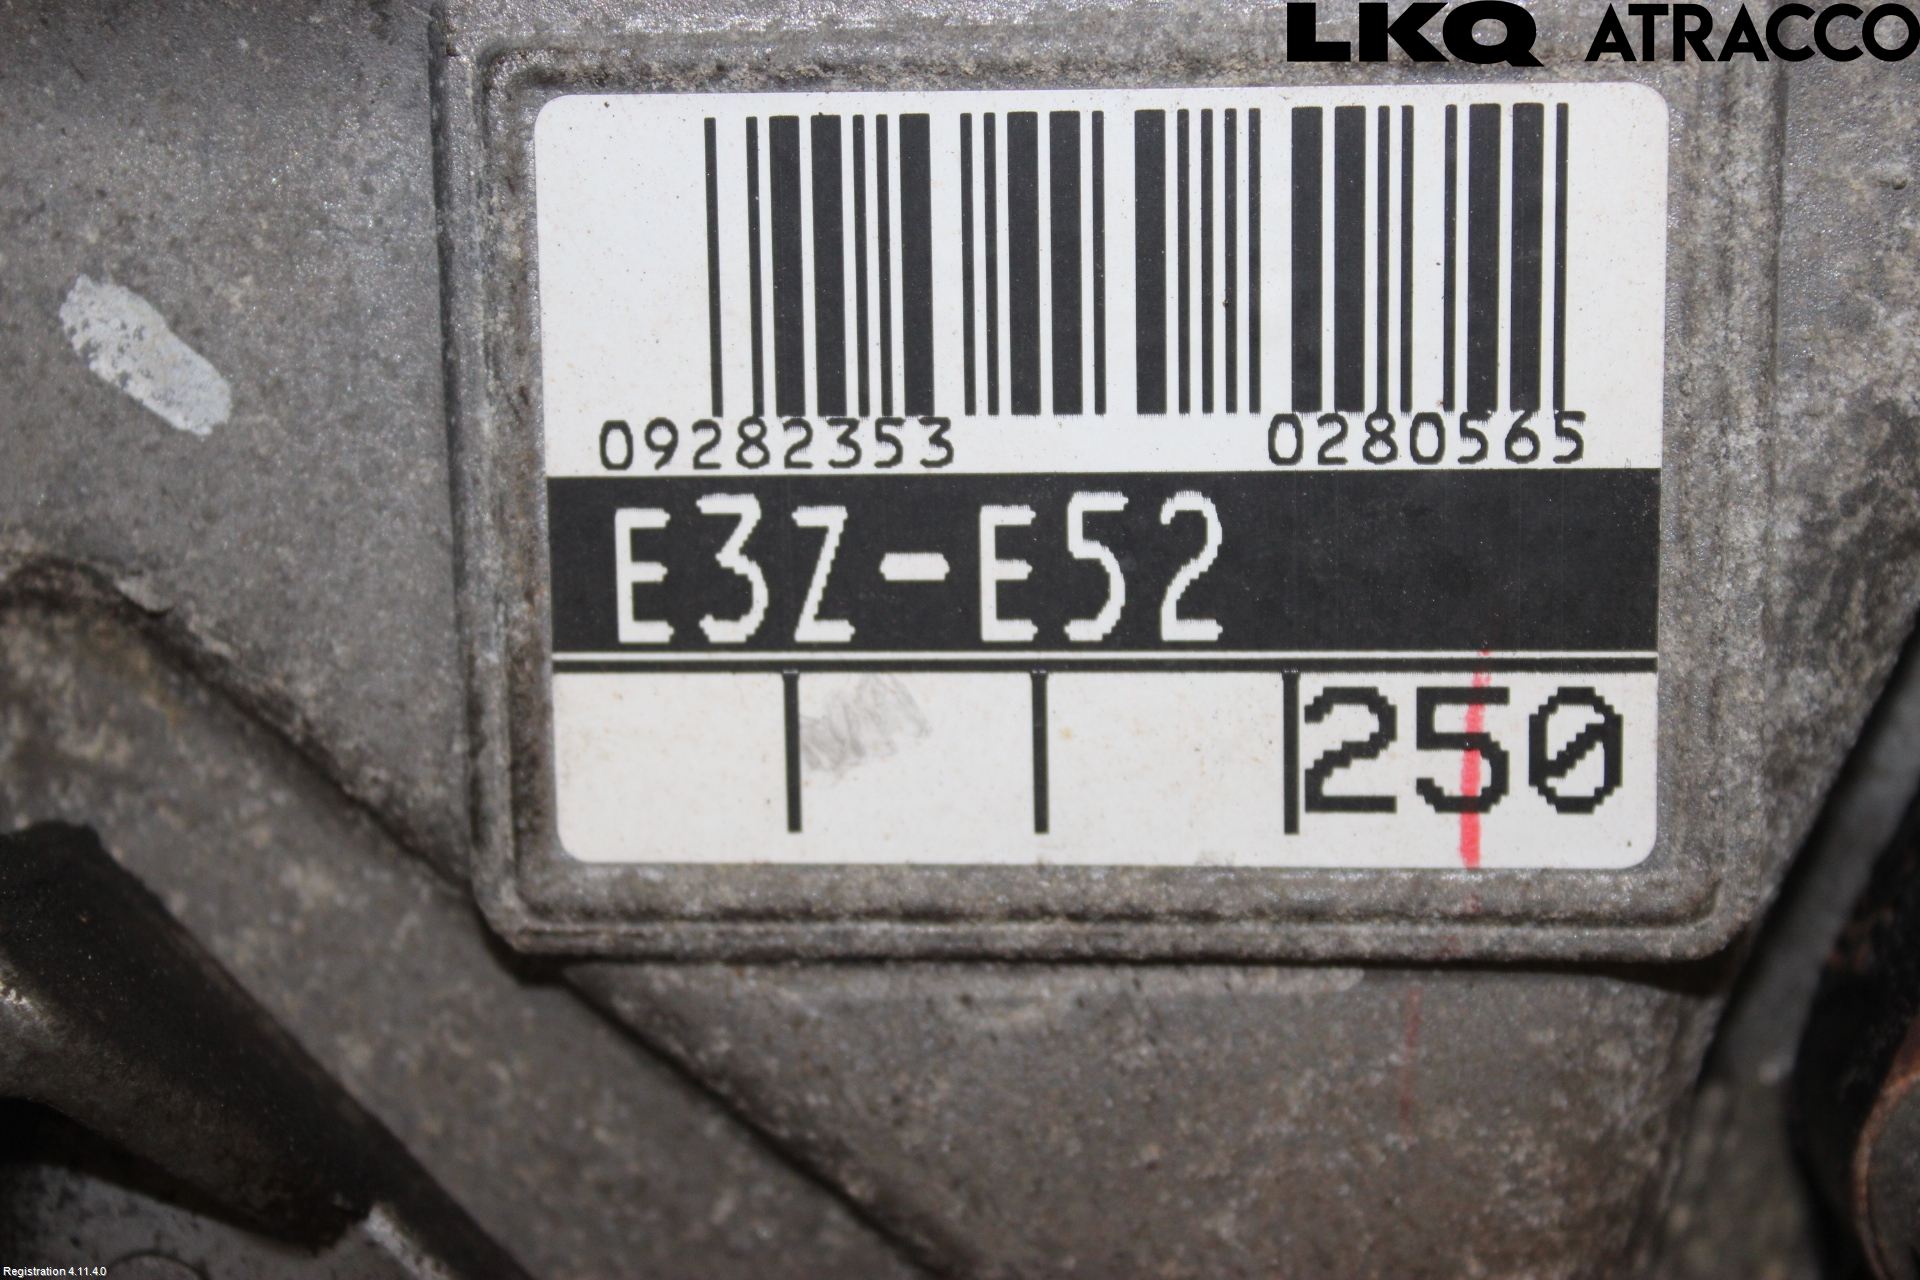 LKQ ATRACCO
09282353 0280565
E3Z-E52
250
Registration 4.11.4.0